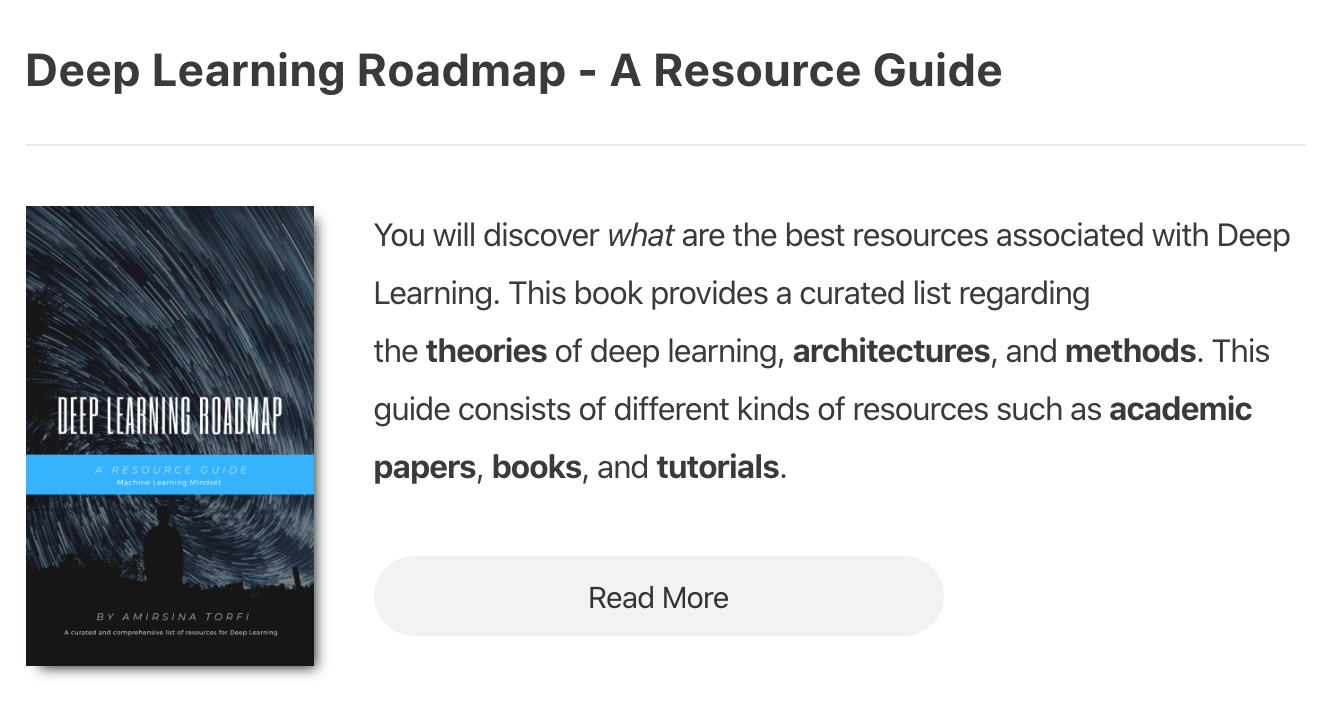 Deep Learning Roadmap - A Resource Guide
DEEP LEARNING ROADMAP
A RESOURCE GUIDE
Machine Learning Mindset
BY AMIRSINA TORFI
A curated and comprehensive list of resources for Deep Learning
You will discover what are the best resources associated with Deep
Learning. This book provides a curated list regarding
the theories of deep learning, architectures, and methods. This
guide consists of different kinds of resources such as academic
papers, books, and tutorials.
Read More